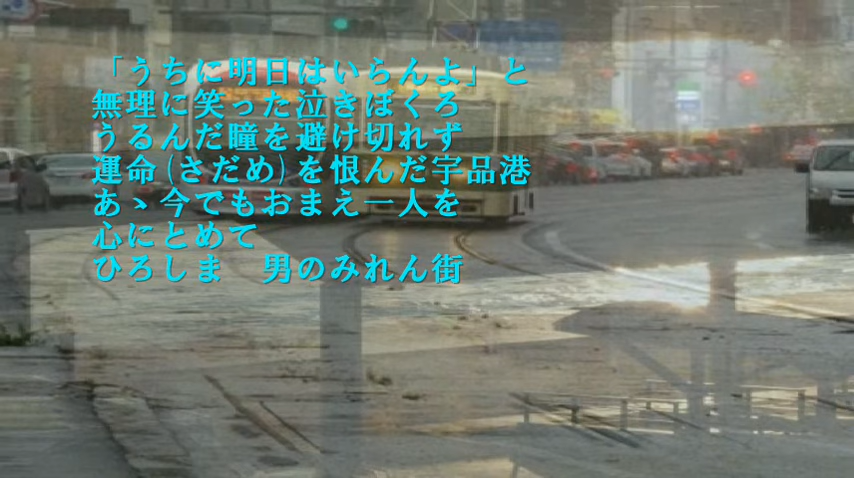 「うちに明日はいらんよ」と
無理に笑った泣きぼくろ
うるんだ瞳を避け切れず
運命(さだめ)を恨んだ宇品港
あゝ今でもおまえ一人を
心にとめて
ひろしま　男のみれん街